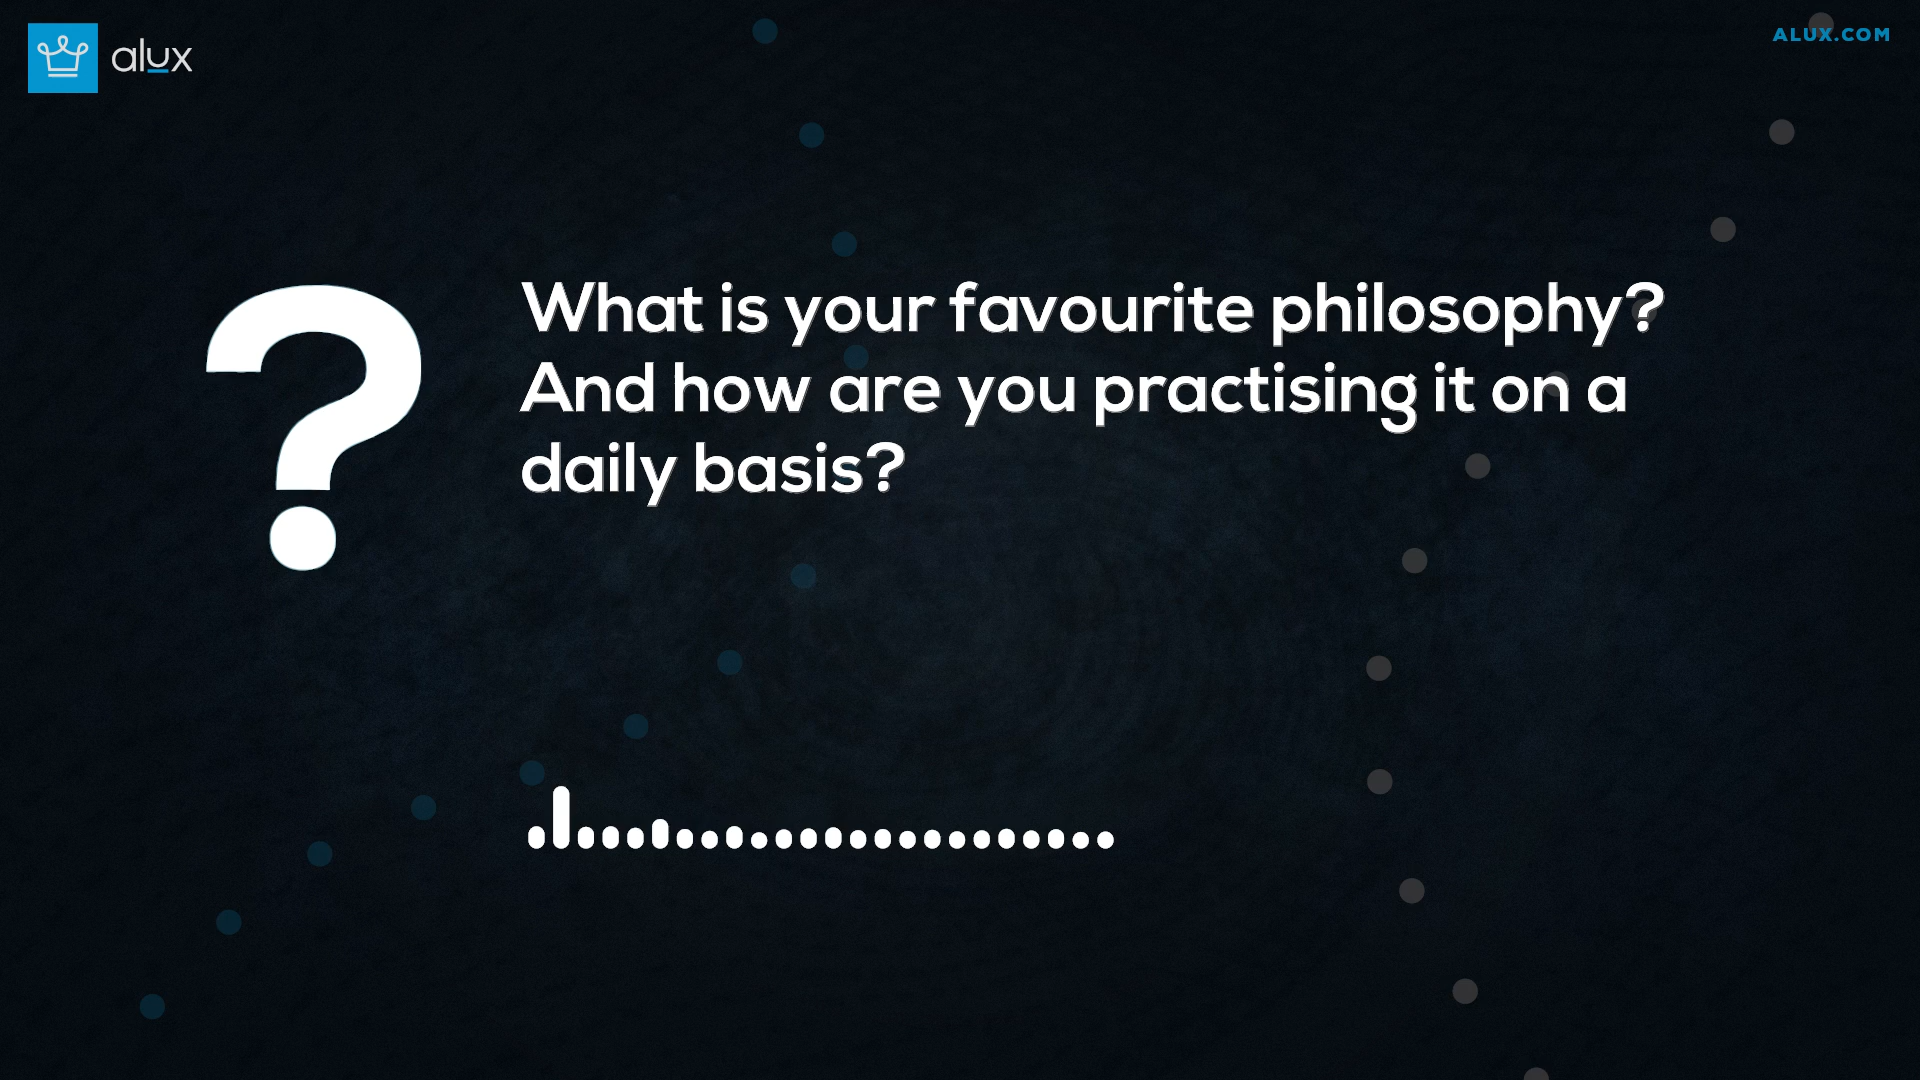 alux
ALUX.COM
?
What is your favourite philosophy?
And how are you practising it on a
daily basis?